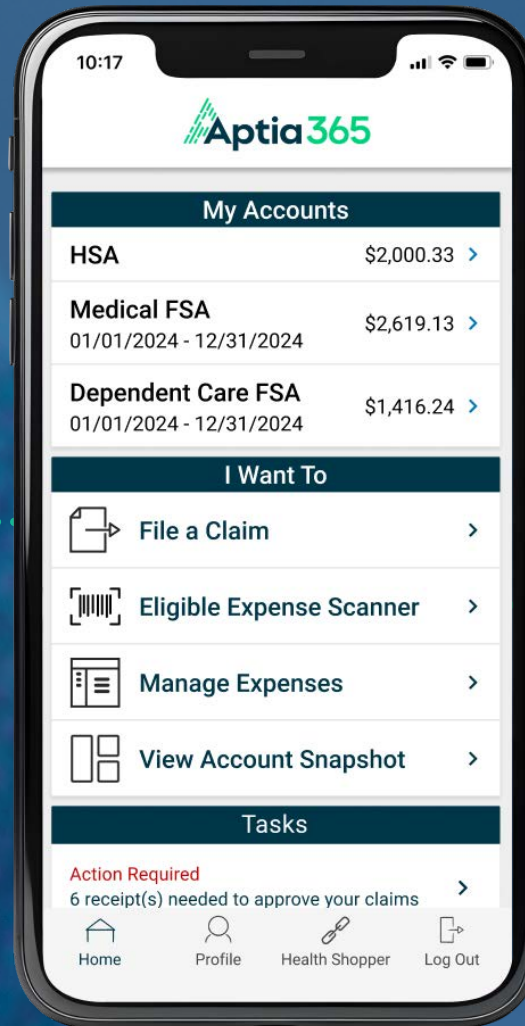 10:17
Aptia365
My Accounts
HSA $2,000.33
Medical FSA
01/01/2024 - 12/31/2024 $2,619.13
Dependent Care FSA
01/01/2024 - 12/31/2024 $1,416.24
I Want To
File a Claim
Eligible Expense Scanner
Manage Expenses
View Account Snapshot
Tasks
Action Required
6 receipt(s) needed to approve your claims
Home Profile Health Shopper Log Out